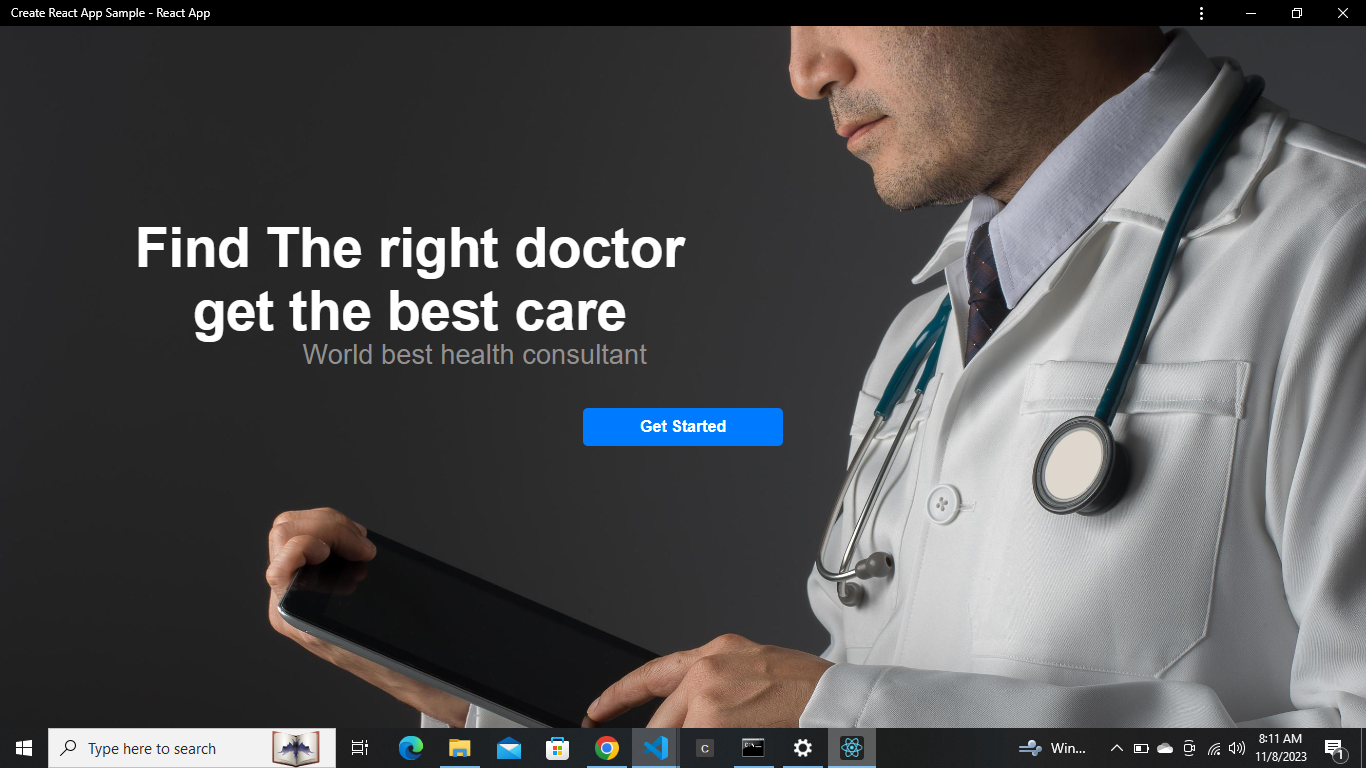 Create React App Sample - React App
Find The right doctor
get the best care
World best health consultant
Get Started
Type here to search
C
Win...
8:11 AM
11/8/2023
1